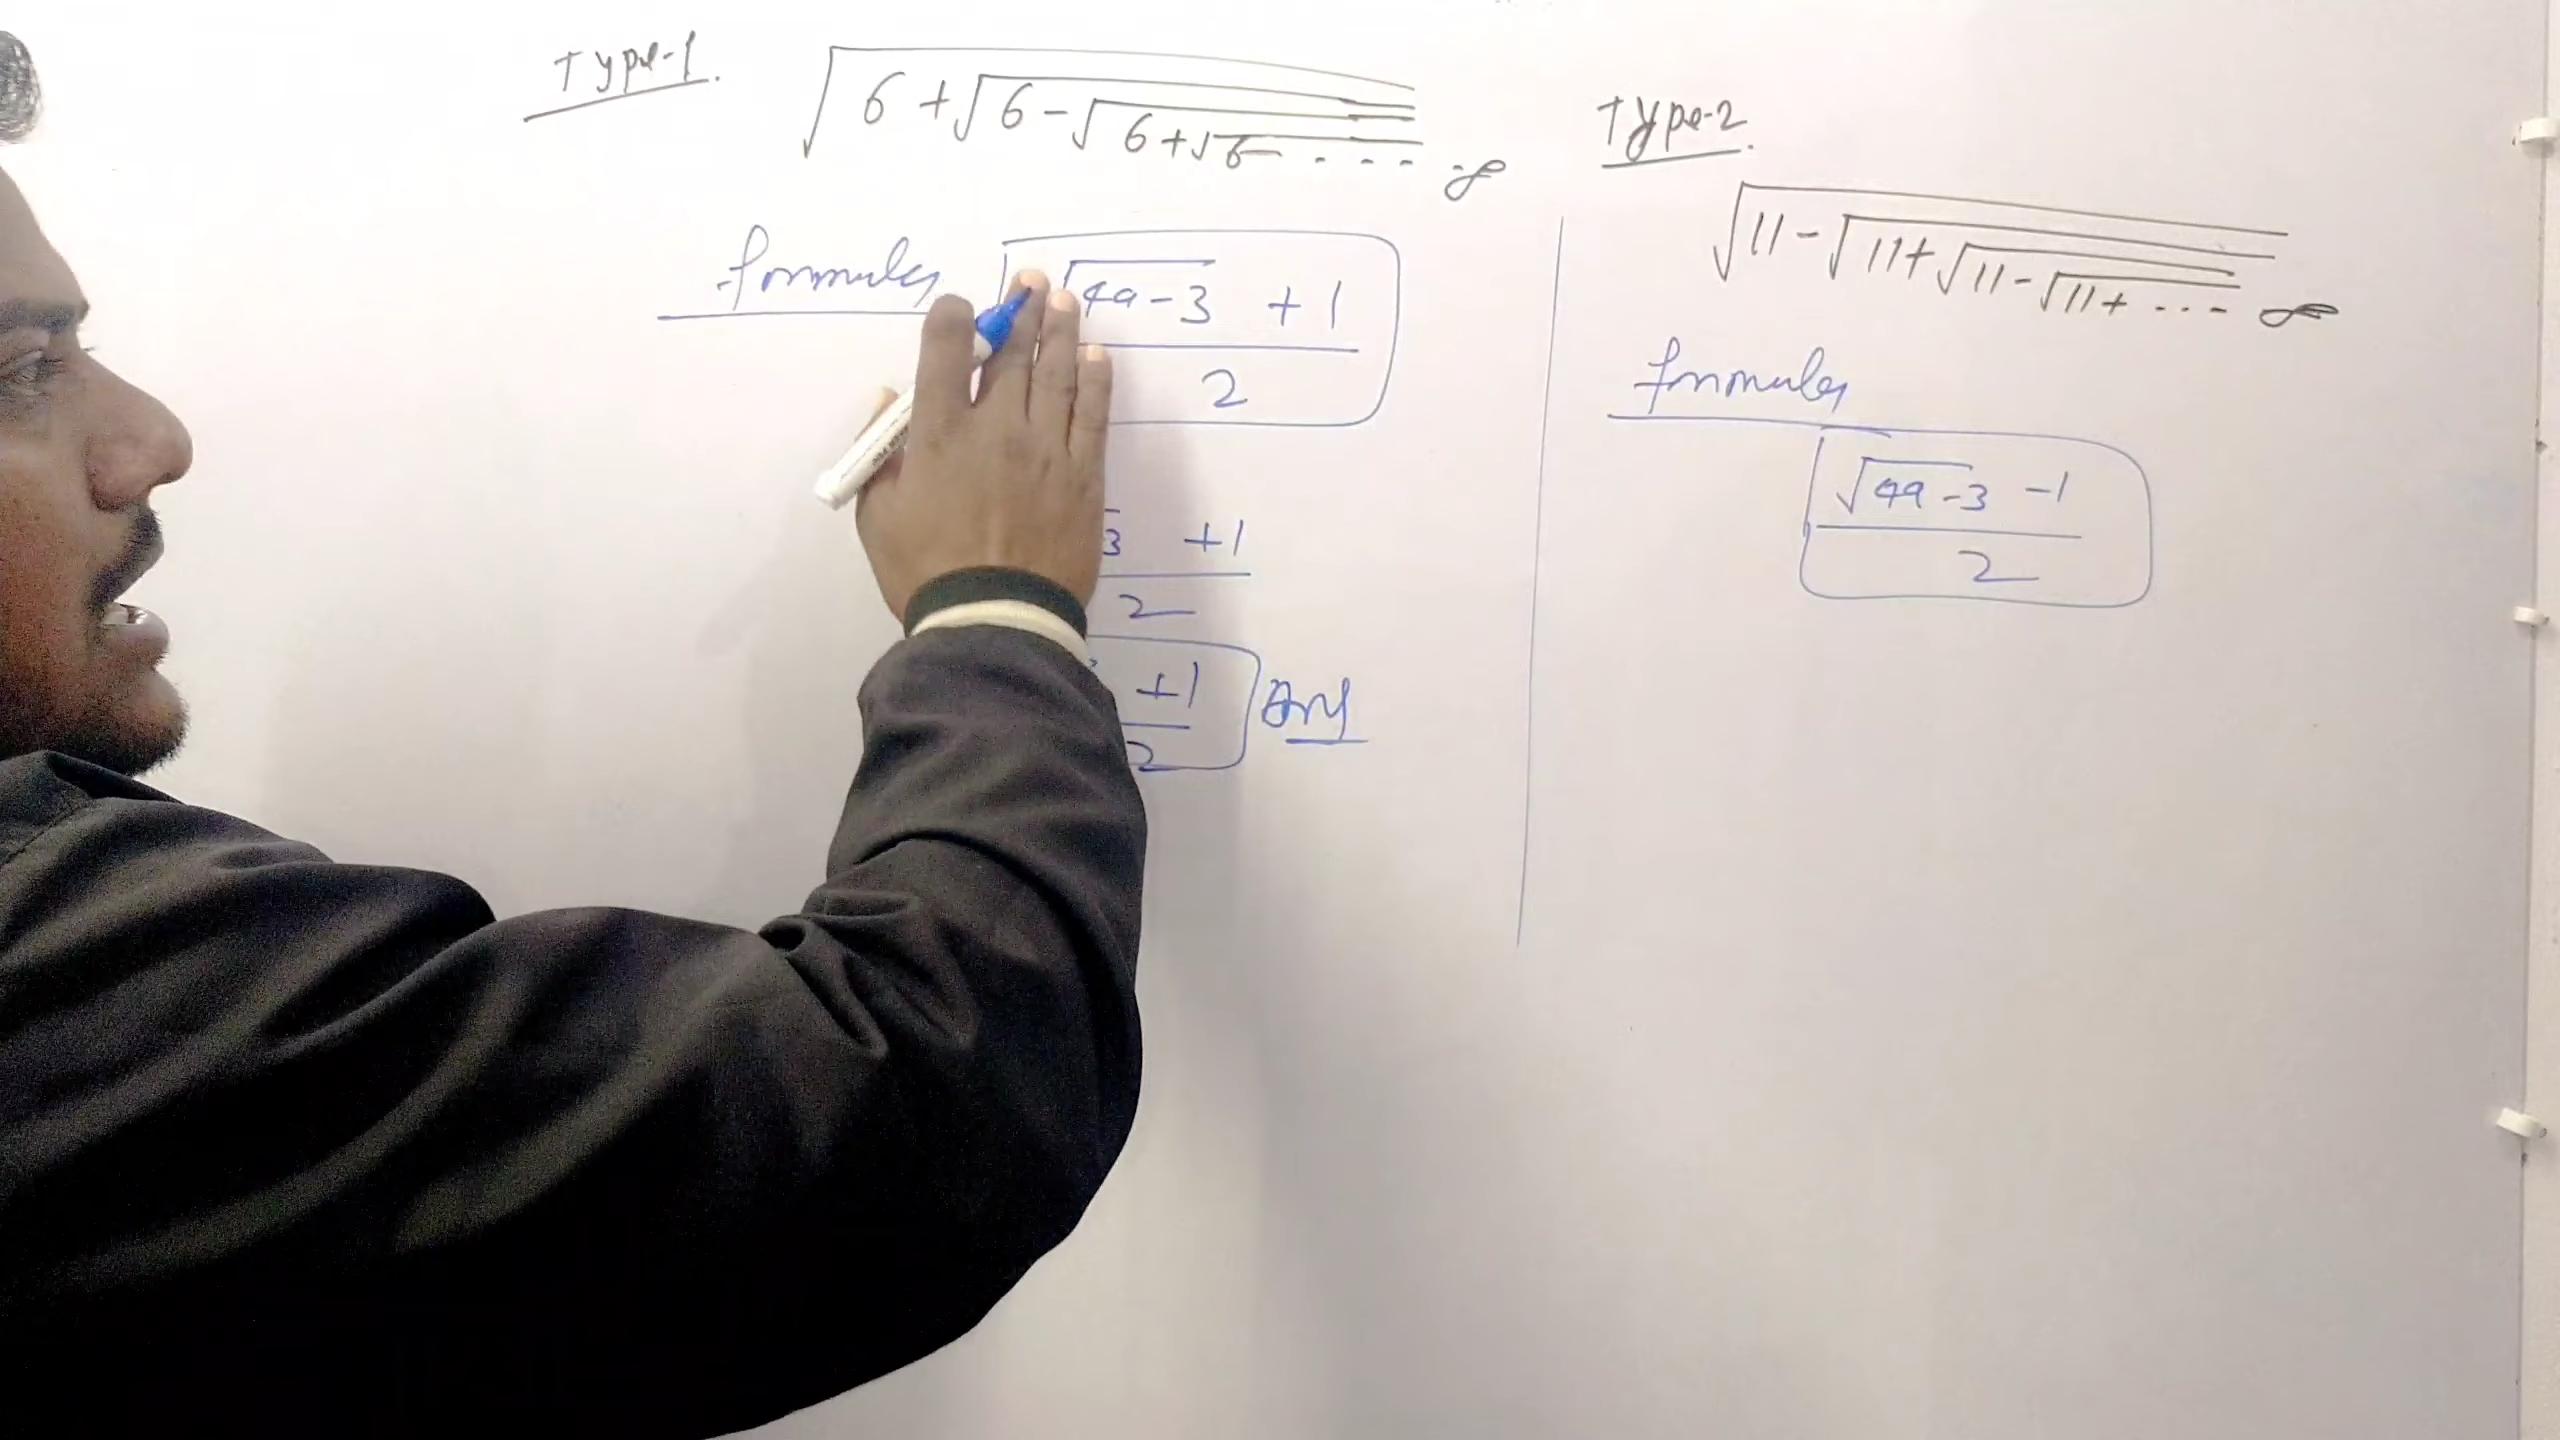 Type-1.
√6+√6-√6+√6 . . . . ∞
formula
√4a-3 + 1
2
3 +1
2
+1
2
Ans
Type-2.
√11-√11+√11-√11+ ... ∞
formula
√4a-3 -1
2